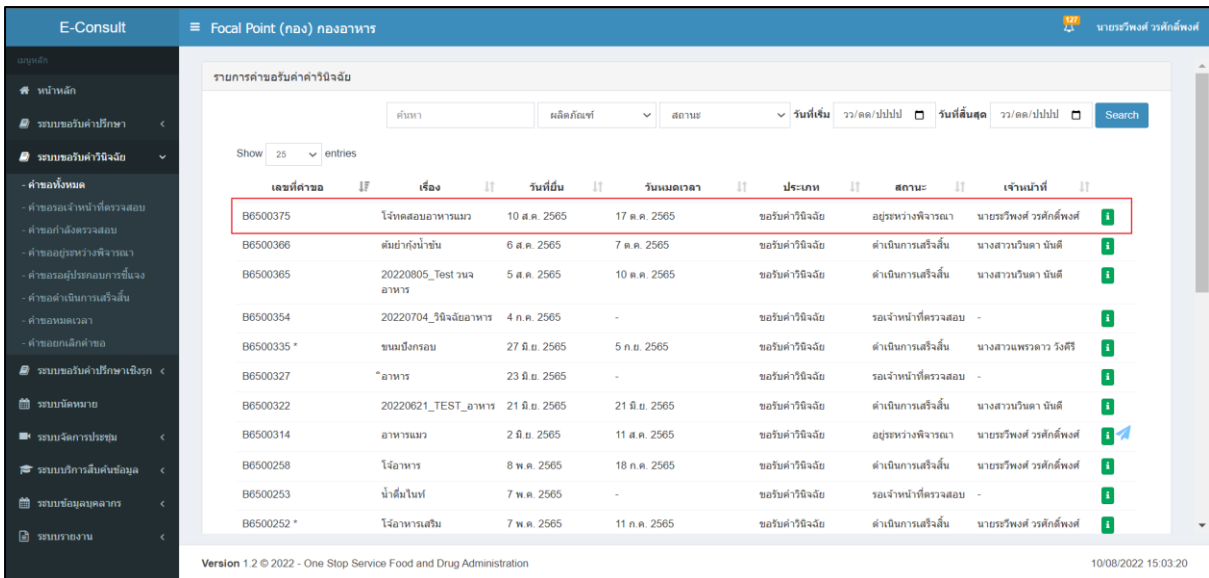 E-Consult
Focal Point (กอง) กองอาหาร
127
นายระวีพงศ์ วรศักดิ์พงศ์
เมนูหลัก
หน้าหลัก
ระบบขอรับคำปรึกษา
ระบบขอรับคำวินิจฉัย
- คำขอทั้งหมด
- คำขอรอเจ้าหน้าที่ตรวจสอบ
- คำขอกำลังตรวจสอบ
- คำขออยู่ระหว่างพิจารณา
- คำขอรอผู้ประกอบการชี้แจง
- คำขอดำเนินการเสร็จสิ้น
- คำขอหมดเวลา
- คำขอยกเลิกคำขอ
ระบบขอรับคำปรึกษาเชิงรุก
ระบบนัดหมาย
ระบบจัดการประชุม
ระบบบริการสืบค้นข้อมูล
ระบบข้อมูลบุคลากร
ระบบรายงาน
รายการคำขอรับคำคำวินิจฉัย
ค้นหา ผลิตภัณฑ์ สถานะ วันที่เริ่ม วว/ดด/ปปปป วันที่สิ้นสุด วว/ดด/ปปปป Search
Show 25 entries
เลขที่คำขอ เรื่อง วันที่ยื่น วันหมดเวลา ประเภท สถานะ เจ้าหน้าที่
B6500375 โจ้ทดสอบอาหารแมว 10 ส.ค. 2565 17 ต.ค. 2565 ขอรับคำวินิจฉัย อยู่ระหว่างพิจารณา นายระวีพงศ์ วรศักดิ์พงศ์
B6500366 ต้มยำกุ้งน้ำข้น 6 ส.ค. 2565 7 ต.ค. 2565 ขอรับคำวินิจฉัย ดำเนินการเสร็จสิ้น นางสาวนวินดา นันดี
B6500365 20220805_Test วนจ 5 ส.ค. 2565 10 ต.ค. 2565 ขอรับคำวินิจฉัย ดำเนินการเสร็จสิ้น นางสาวนวินดา นันดี
อาหาร
B6500354 20220704_วินิจฉัยอาหาร 4 ก.ค. 2565 - ขอรับคำวินิจฉัย รอเจ้าหน้าที่ตรวจสอบ -
B6500335 * ขนมปังกรอบ 27 มิ.ย. 2565 5 ก.ย. 2565 ขอรับคำวินิจฉัย ดำเนินการเสร็จสิ้น นางสาวแพรวดาว วังคีรี
B6500327 อาหาร 23 มิ.ย. 2565 - ขอรับคำวินิจฉัย รอเจ้าหน้าที่ตรวจสอบ -
B6500322 20220621_TEST_อาหาร 21 มิ.ย. 2565 21 มิ.ย. 2565 ขอรับคำวินิจฉัย ดำเนินการเสร็จสิ้น นางสาวนวินดา นันดี
B6500314 อาหารแมว 2 มิ.ย. 2565 11 ส.ค. 2565 ขอรับคำวินิจฉัย อยู่ระหว่างพิจารณา นายระวีพงศ์ วรศักดิ์พงศ์
B6500258 โจ้อาหาร 8 พ.ค. 2565 18 ก.ค. 2565 ขอรับคำวินิจฉัย ดำเนินการเสร็จสิ้น นายระวีพงศ์ วรศักดิ์พงศ์
B6500253 น้ำดื่มไนท์ 7 พ.ค. 2565 - ขอรับคำวินิจฉัย รอเจ้าหน้าที่ตรวจสอบ -
B6500252 * โจ้อาหารเสริม 7 พ.ค. 2565 11 ก.ค. 2565 ขอรับคำวินิจฉัย ดำเนินการเสร็จสิ้น นายระวีพงศ์ วรศักดิ์พงศ์
Version 1.2 © 2022 - One Stop Service Food and Drug Administration 10/08/2022 15:03:20